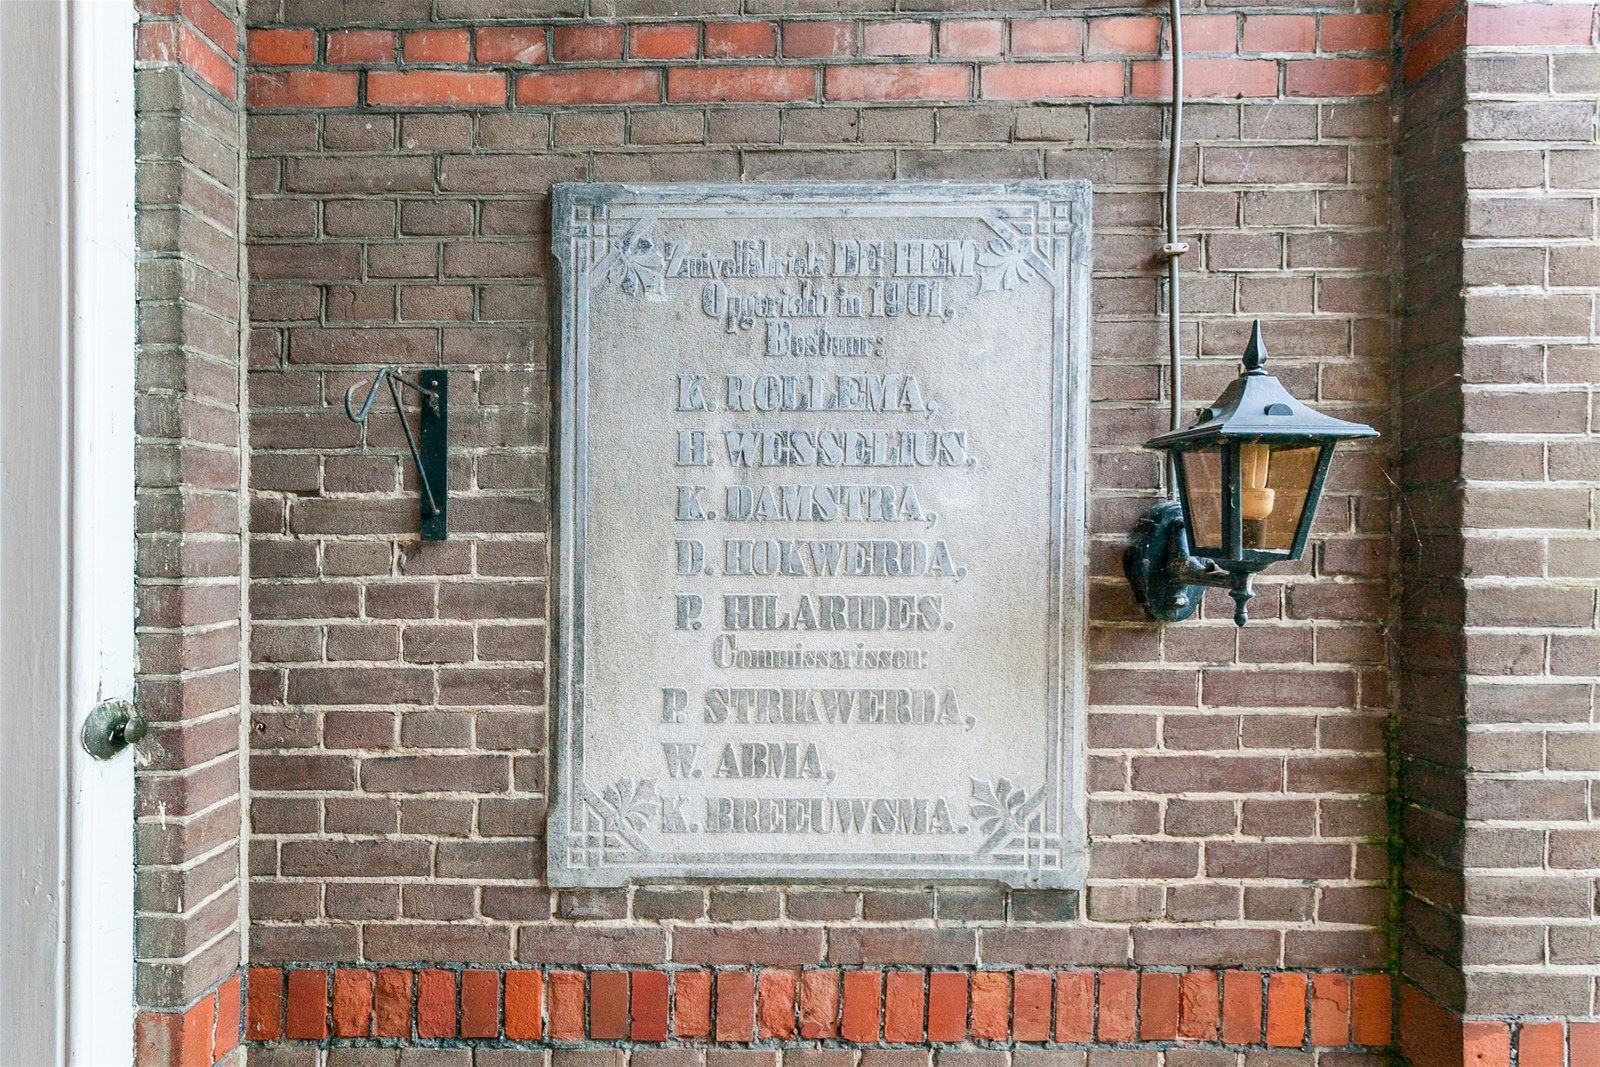 Zuivelfabriek DE HEM
Opgericht in 1901,
Bestuur:
K. ROLLEMA,
H. WESSELIUS,
K. DAMSTRA,
D. HOKWERDA,
P. HILARIDES.
Commissarissen:
P. STRIKWERDA,
W. ABMA,
K. BREEUWSMA.